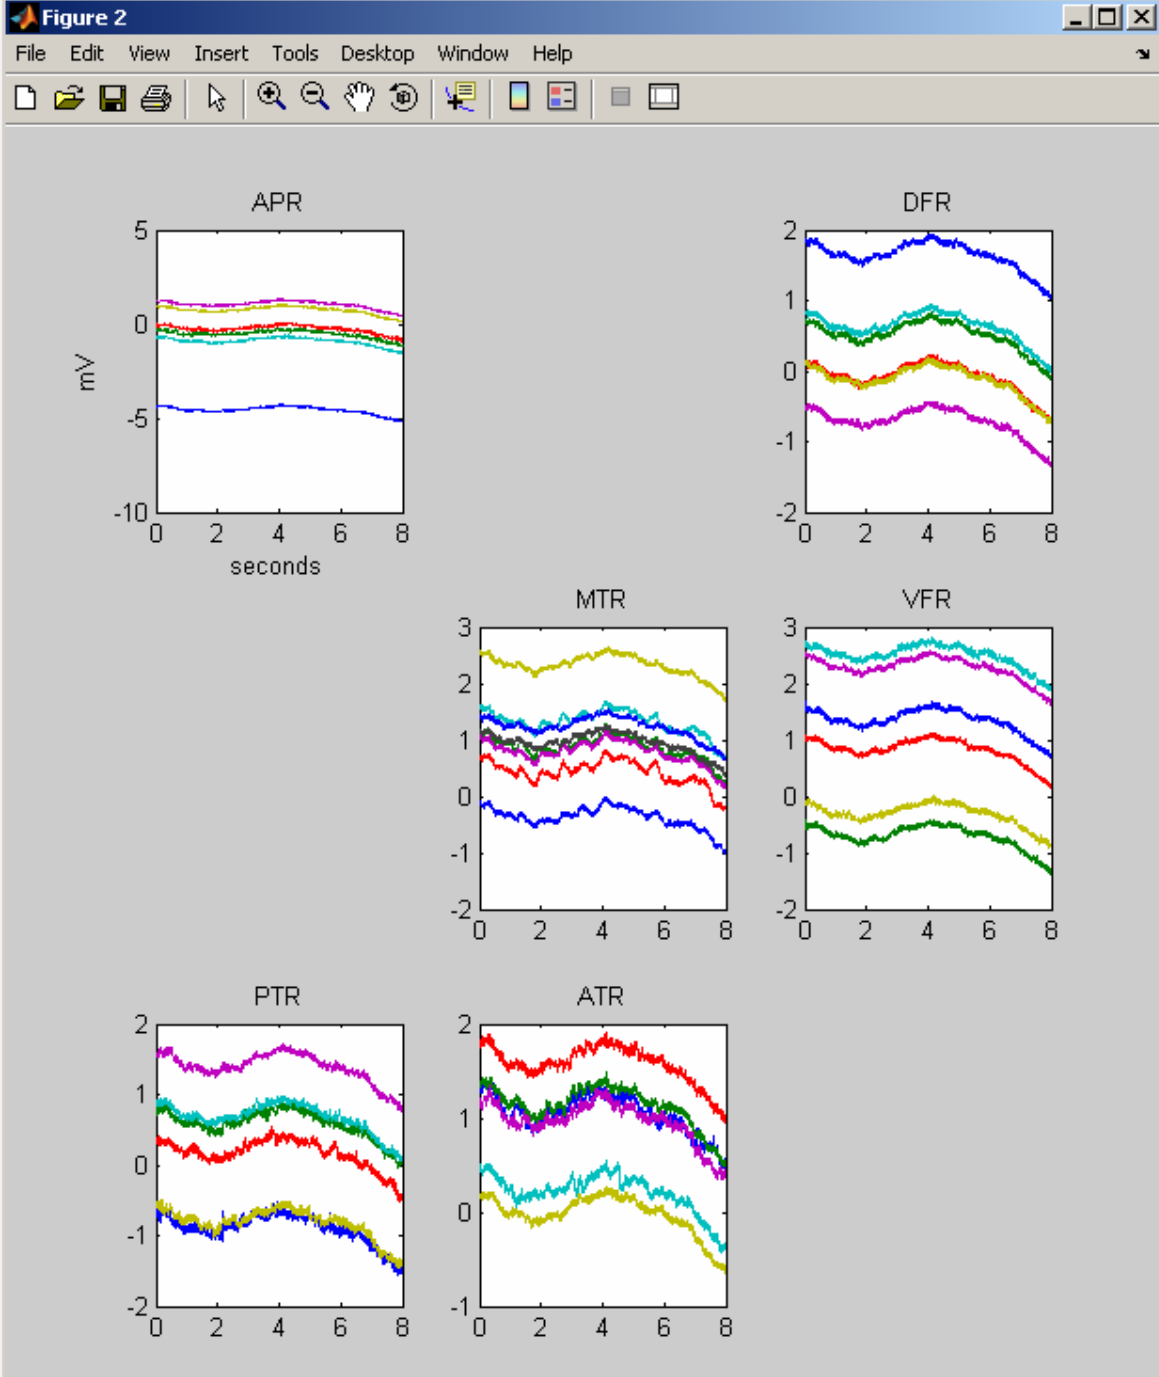 Figure 2
File Edit View Insert Tools Desktop Window Help
APR
5
0
-5
-10
mV
0 2 4 6 8
seconds
DFR
2
1
0
-1
-2
0 2 4 6 8
MTR
3
2
1
0
-1
-2
0 2 4 6 8
VFR
3
2
1
0
-1
-2
0 2 4 6 8
PTR
2
1
0
-1
-2
0 2 4 6 8
ATR
2
1
0
-1
0 2 4 6 8